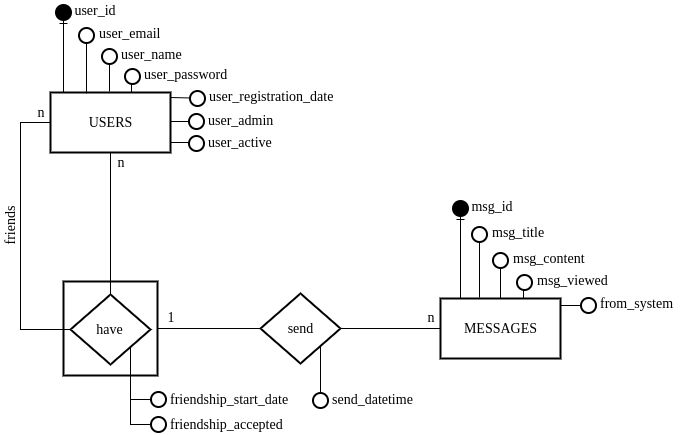 user_id
user_email
user_name
user_password
user_registration_date
user_admin
user_active
n
USERS
n
friends
msg_id
msg_title
msg_content
msg_viewed
from_system
have
1
send
n
MESSAGES
friendship_start_date
friendship_accepted
send_datetime